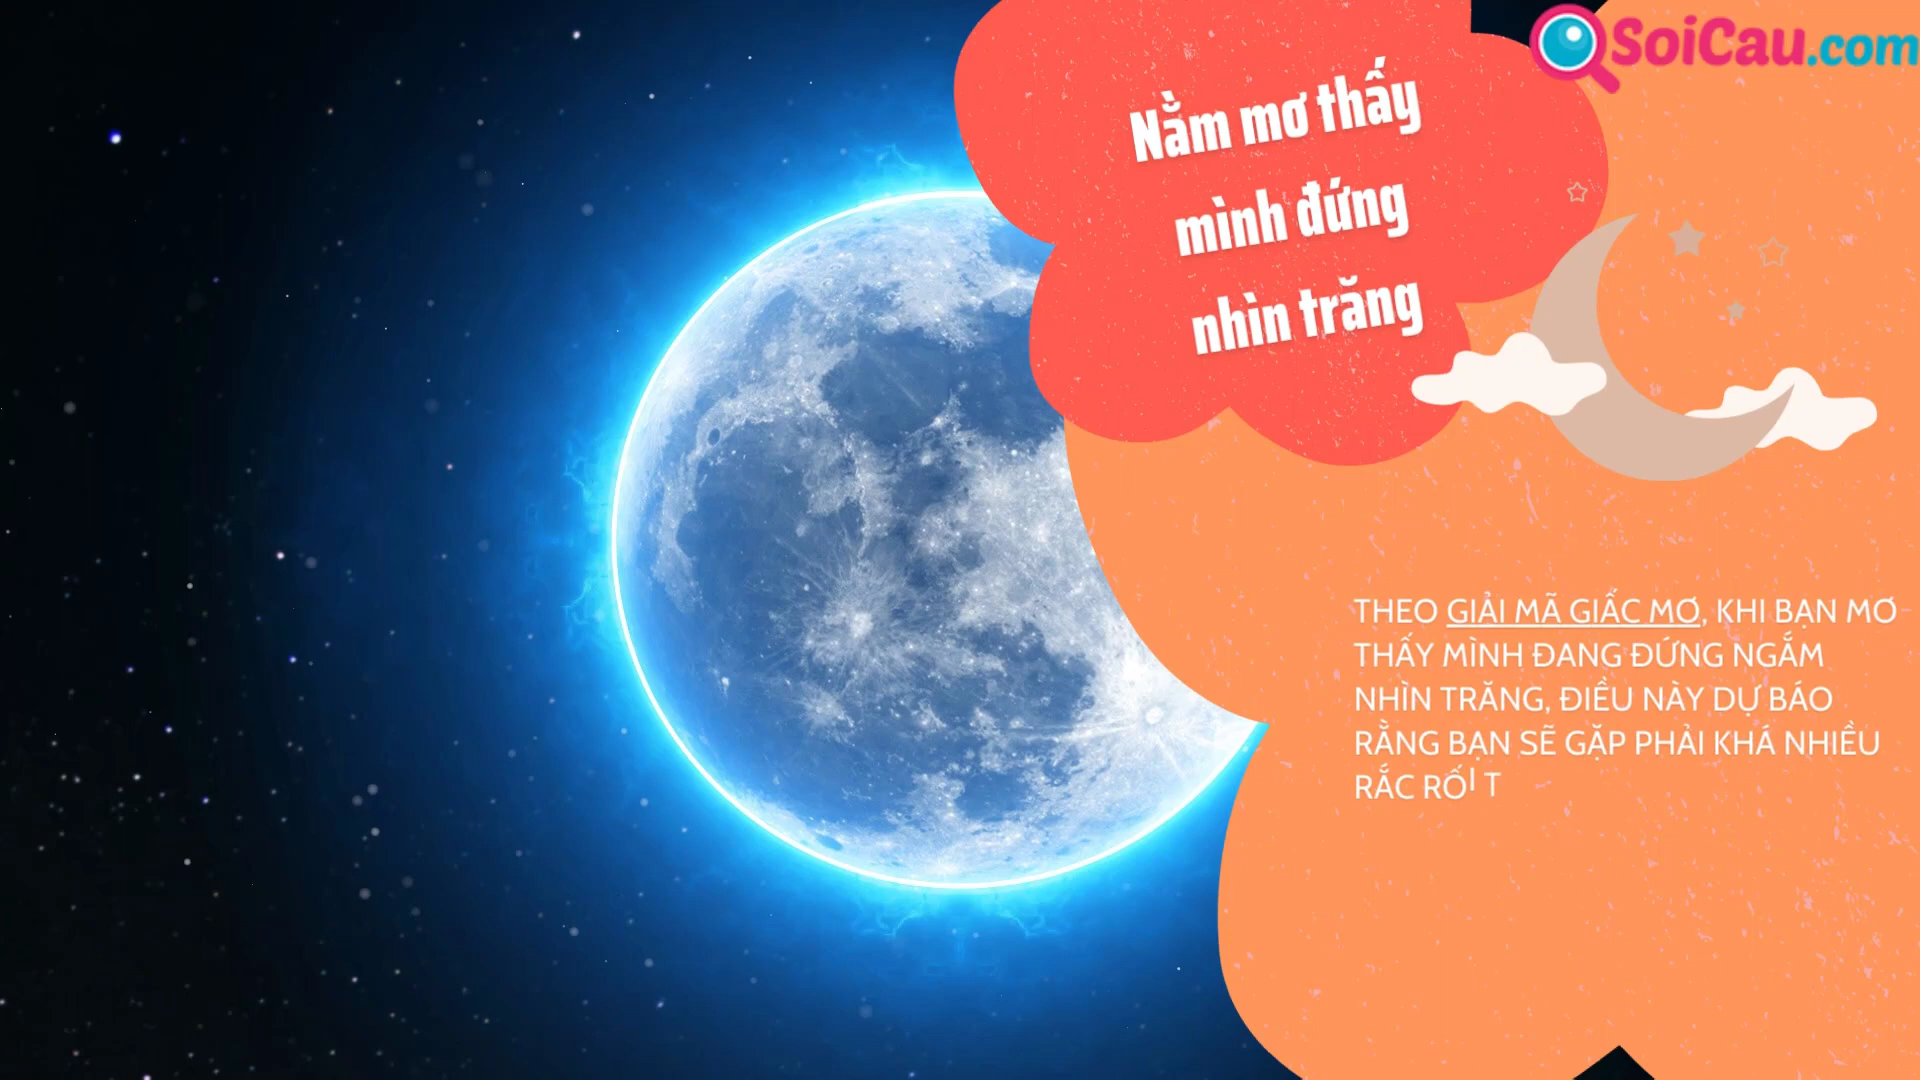 SoiCau.com
Nằm mơ thấy
mình đứng
nhìn trăng
THEO GIẢI MÃ GIẤC MƠ, KHI BẠN MƠ
THẤY MÌNH ĐANG ĐỨNG NGẮM
NHÌN TRĂNG, ĐIỀU NÀY DỰ BÁO
RẰNG BẠN SẼ GẶP PHẢI KHÁ NHIỀU
RẮC RỐI T